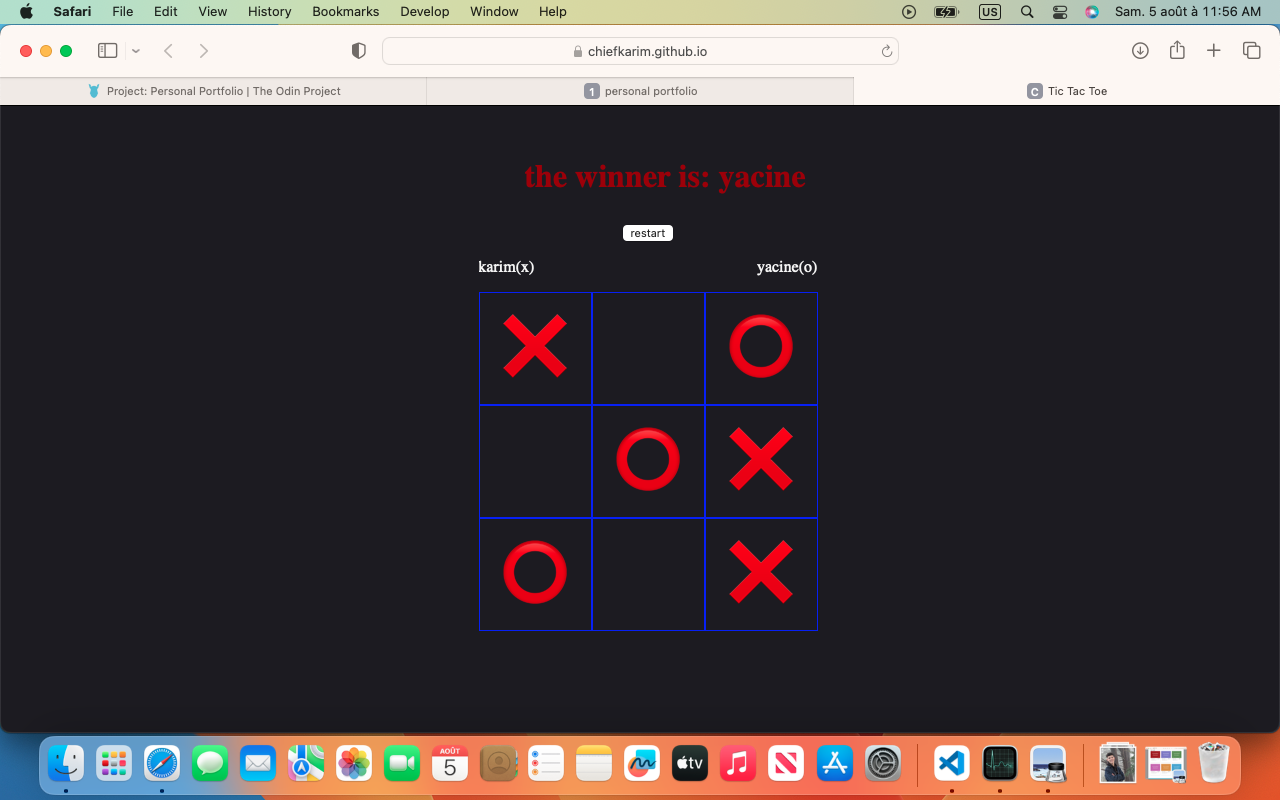 Safari File Edit View History Bookmarks Develop Window Help US Sam. 5 août à 11:56 AM
chiefkarim.github.io
Project: Personal Portfolio | The Odin Project 1 personal portfolio C Tic Tac Toe
the winner is: yacine
restart
karim(x) yacine(o)
AOÛT
5
tv